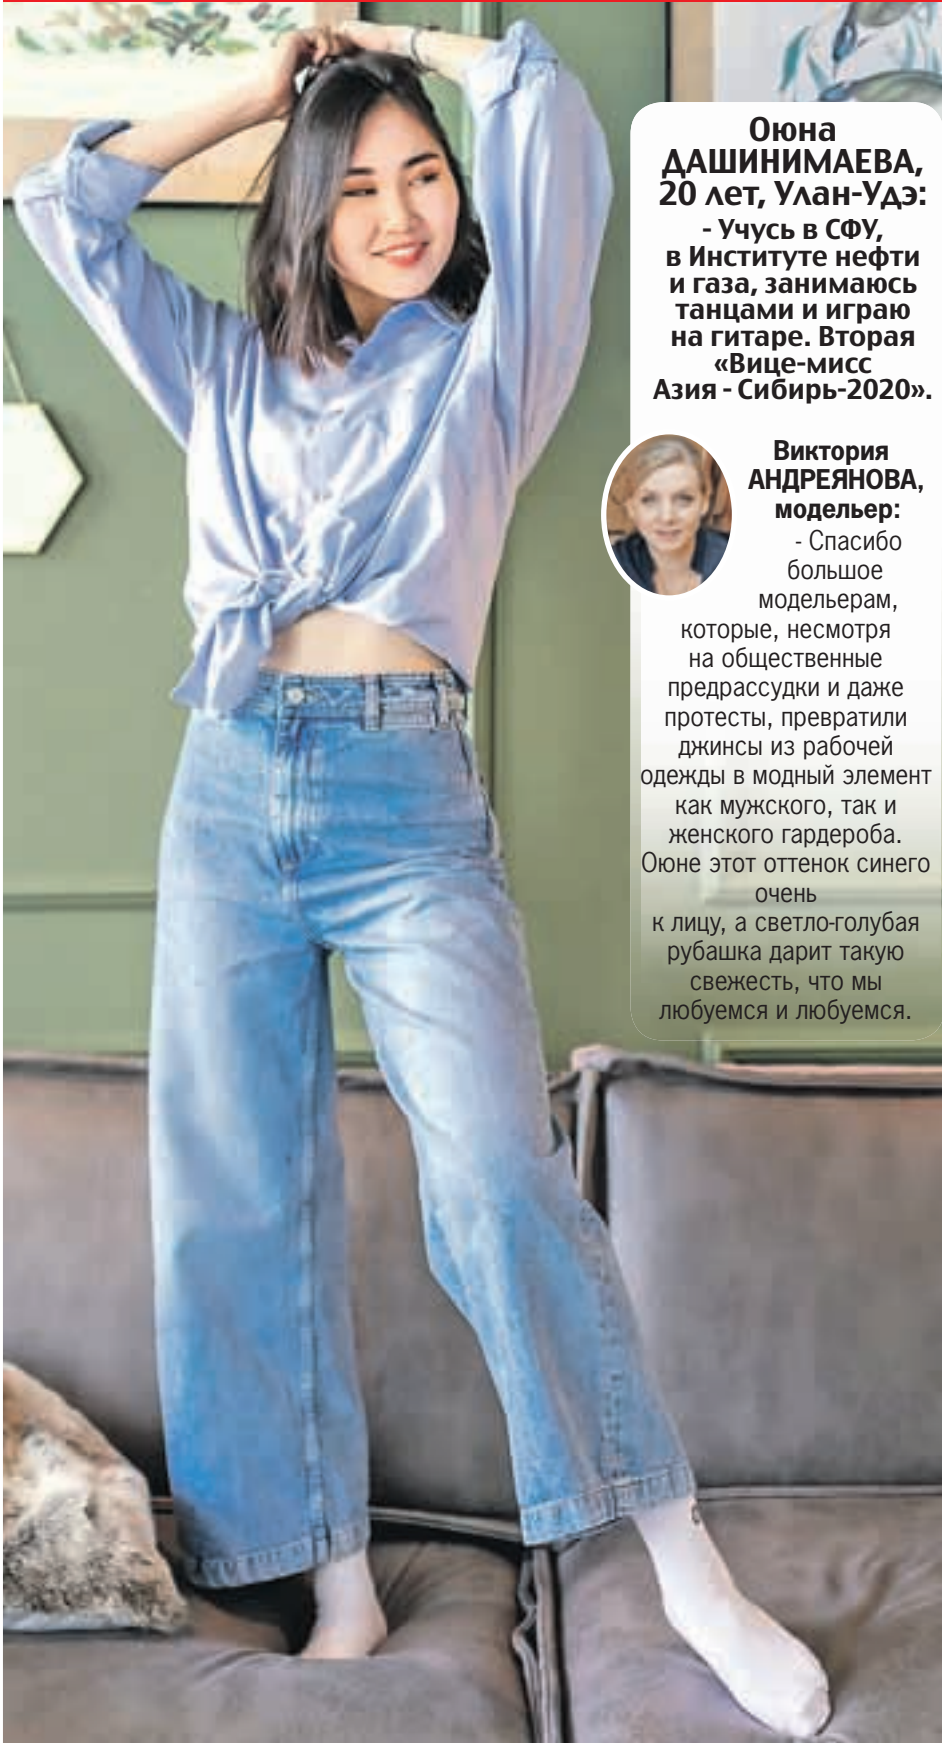 Оюна
ДАШИНИМАЕВА,
20 лет, Улан-Удэ:
- Учусь в СФУ,
в Институте нефти
и газа, занимаюсь
танцами и играю
на гитаре. Вторая
«Вице-мисс
Азия - Сибирь-2020».
Виктория
АНДРЕЯНОВА,
модельер:
- Спасибо
большое
модельерам,
которые, несмотря
на общественные
предрассудки и даже
протесты, превратили
джинсы из рабочей
одежды в модный элемент
как мужского, так и
женского гардероба.
Оюне этот оттенок синего
очень
к лицу, а светло-голубая
рубашка дарит такую
свежесть, что мы
любуемся и любуемся.